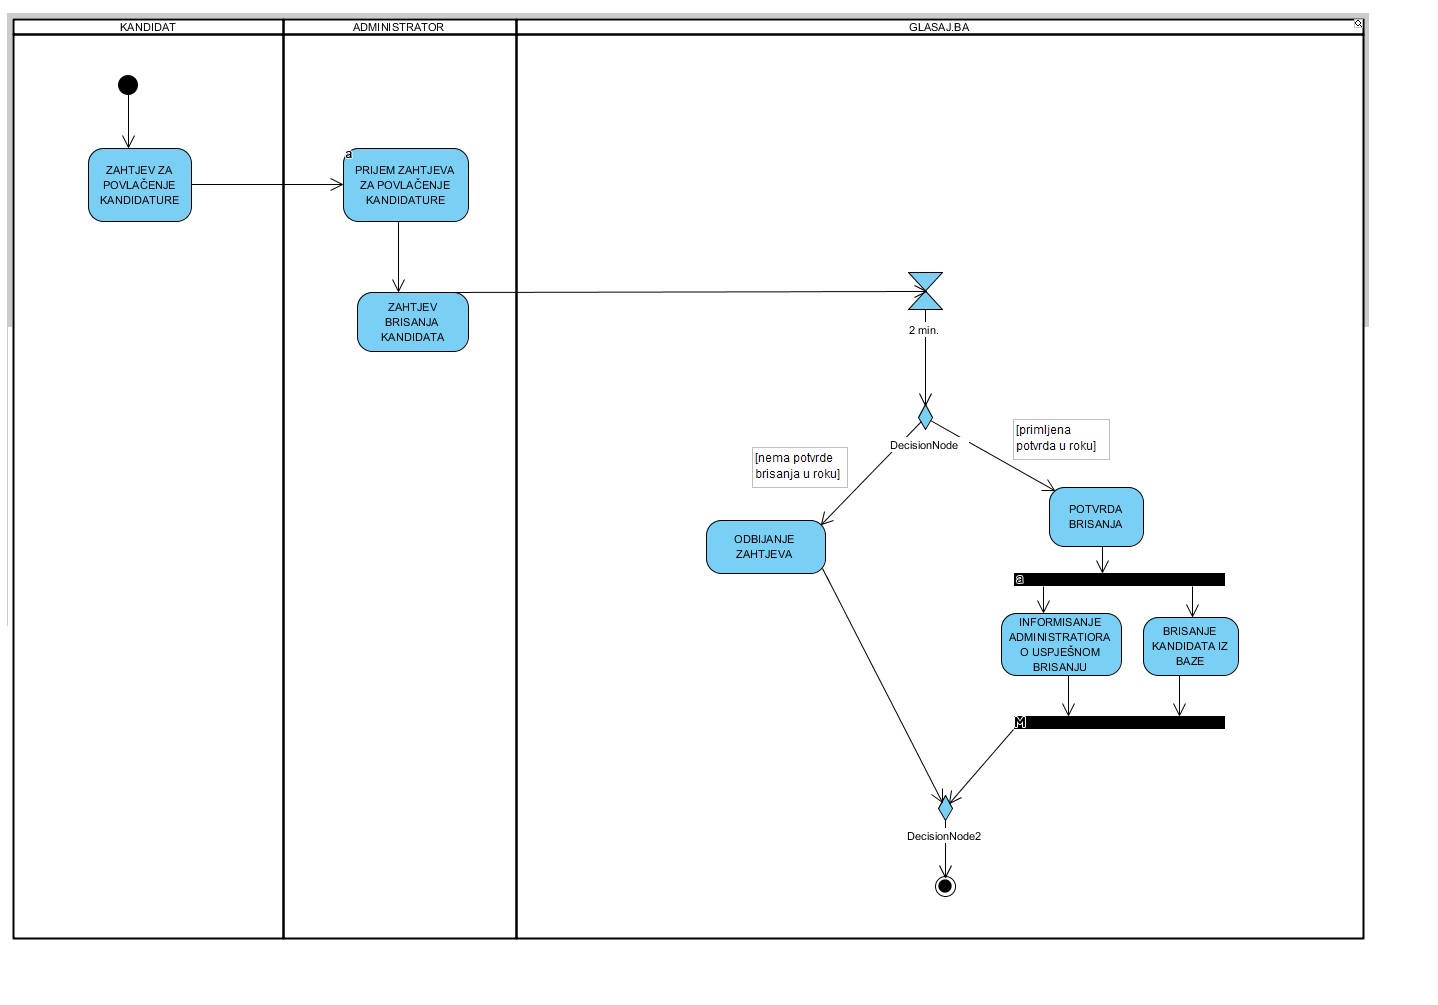 KANDIDAT
ADMINISTRATOR
GLASAJ.BA
ZAHTJEV ZA
POVLAČENJE
KANDIDATURE
a
PRIJEM ZAHTJEVA
ZA POVLAČENJE
KANDIDATURE
ZAHTJEV
BRISANJA
KANDIDATA
2 min.
DecisionNode
[nema potvrde
brisanja u roku]
[primljena
potvrda u roku]
ODBIJANJE
ZAHTJEVA
POTVRDA
BRISANJA
a
INFORMISANJE
ADMINISTRATIORA
O USPJEŠNOM
BRISANJU
BRISANJE
KANDIDATA IZ
BAZE
M
DecisionNode2